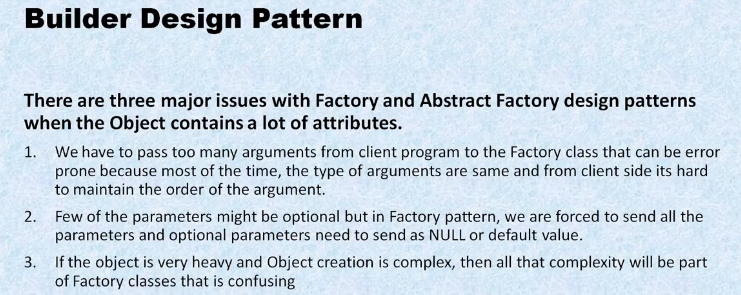 Builder Design Pattern
There are three major issues with Factory and Abstract Factory design patterns
when the Object contains a lot of attributes.
1. We have to pass too many arguments from client program to the Factory class that can be error
prone because most of the time, the type of arguments are same and from client side its hard
to maintain the order of the argument.
2. Few of the parameters might be optional but in Factory pattern, we are forced to send all the
parameters and optional parameters need to send as NULL or default value.
3. If the object is very heavy and Object creation is complex, then all that complexity will be part
of Factory classes that is confusing